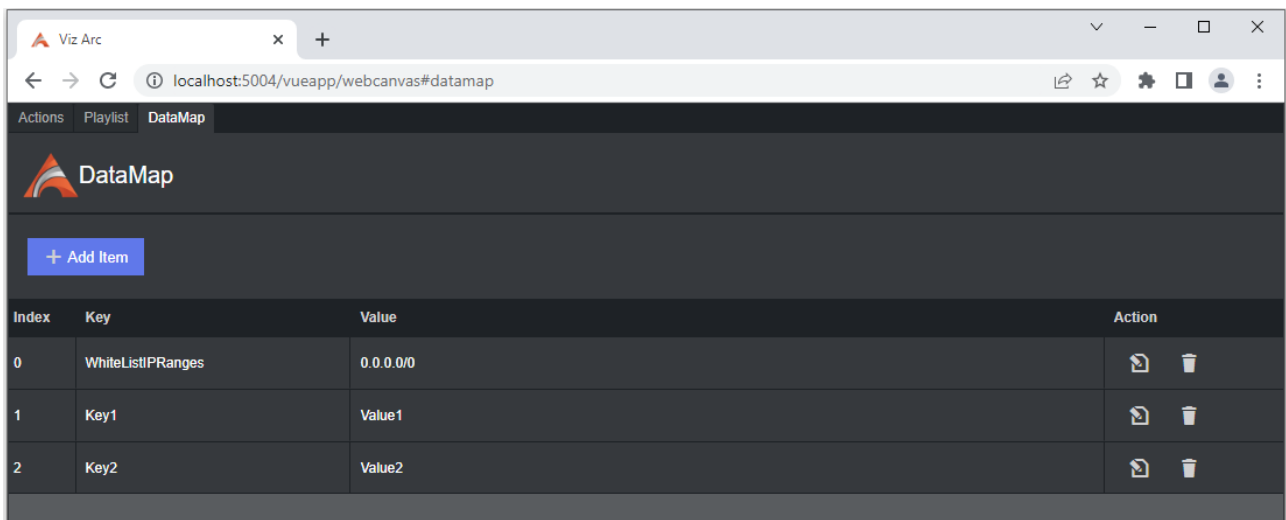 Viz Arc
localhost:5004/vueapp/webcanvas#datamap
Actions Playlist DataMap
DataMap
+ Add Item
Index Key Value Action
0 WhiteListIPRanges 0.0.0.0/0
1 Key1 Value1
2 Key2 Value2